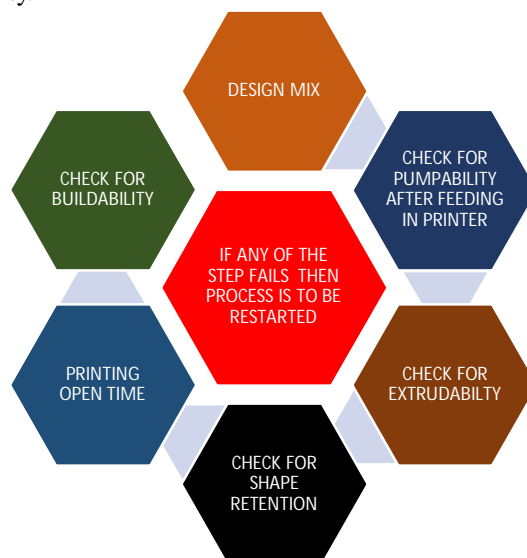 DESIGN MIX
CHECK FOR
PUMPABILITY
AFTER FEEDING
IN PRINTER
CHECK FOR
EXTRUDABILTY
CHECK FOR
SHAPE
RETENTION
PRINTING
OPEN TIME
CHECK FOR
BUILDABILITY
IF ANY OF THE
STEP FAILS THEN
PROCESS IS TO BE
RESTARTED